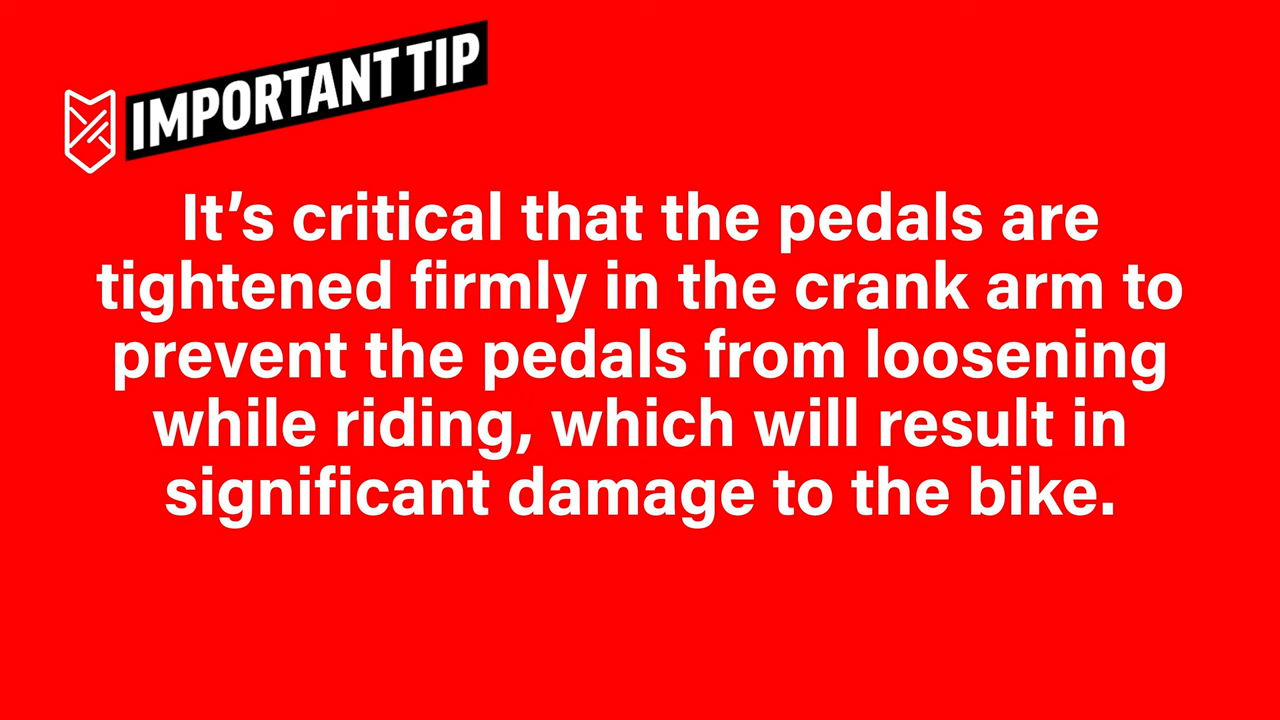 IMPORTANT TIP
It’s critical that the pedals are
tightened firmly in the crank arm to
prevent the pedals from loosening
while riding, which will result in
significant damage to the bike.